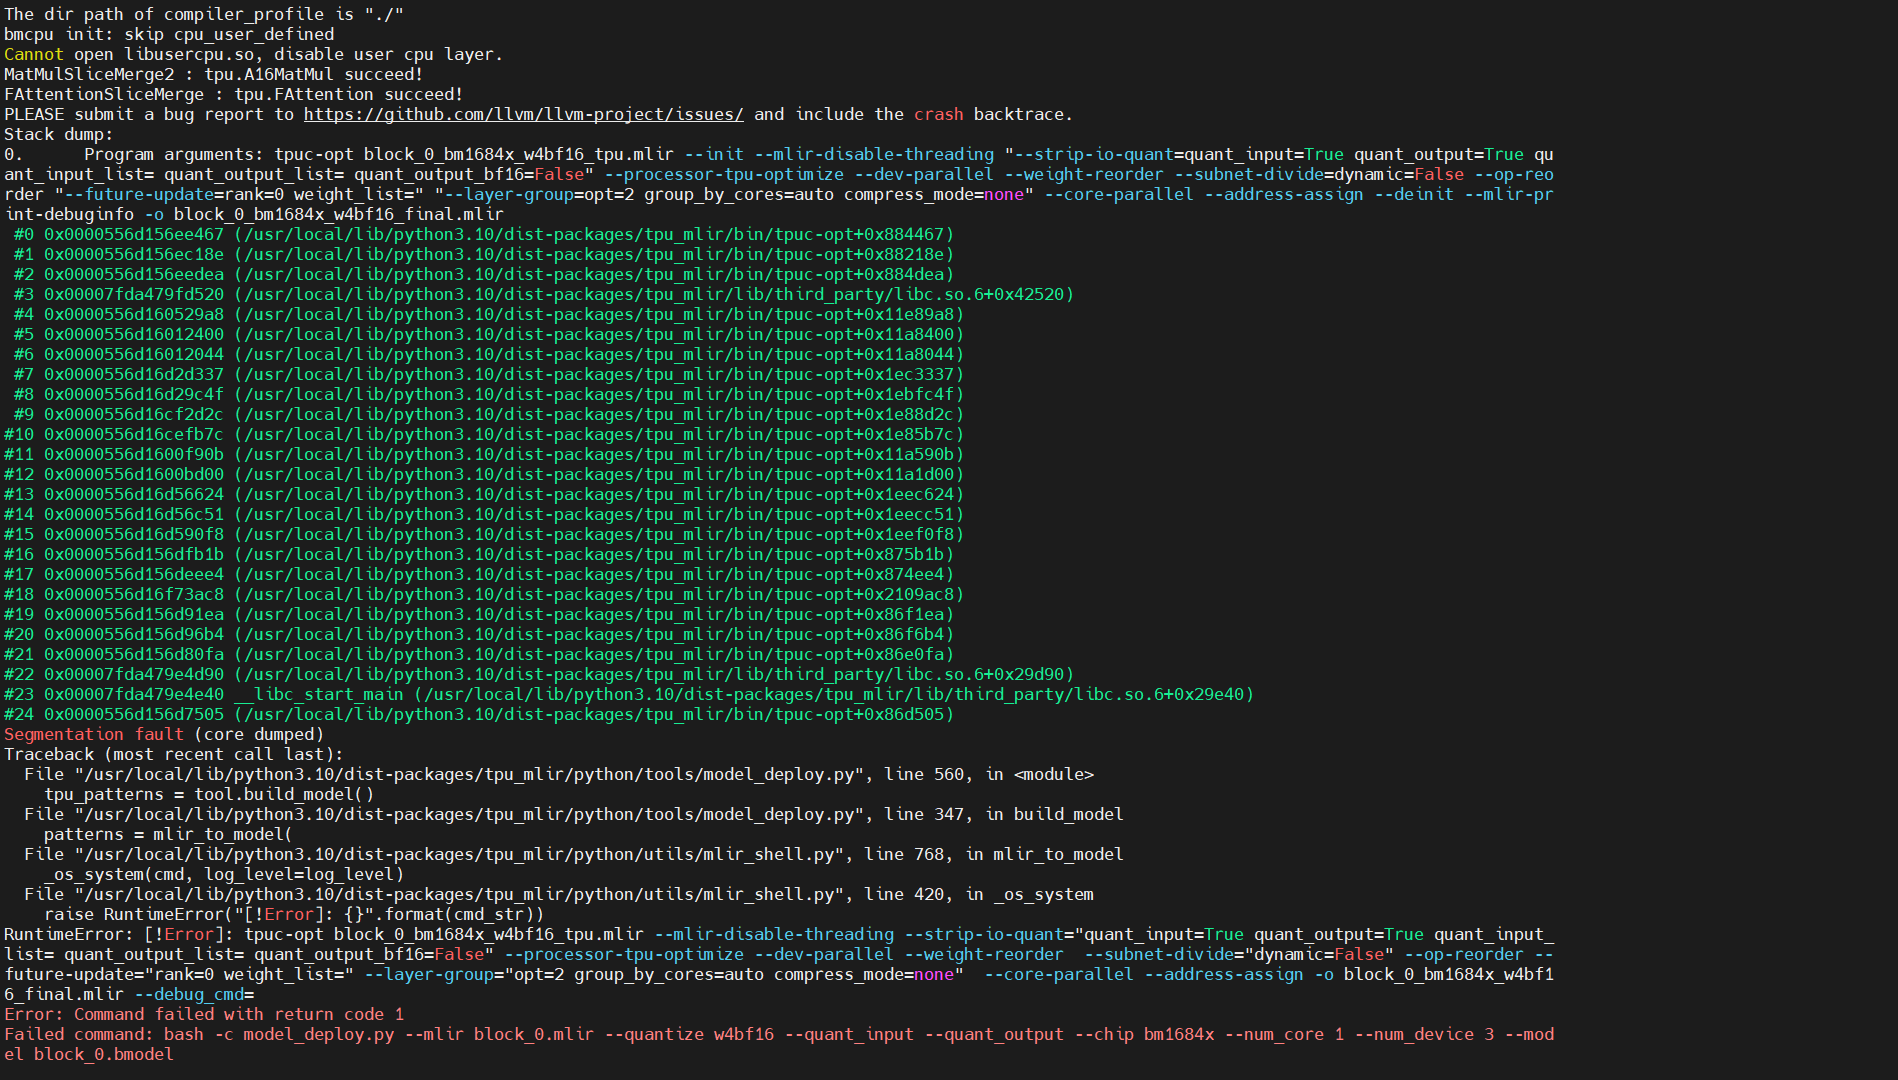 The dir path of compiler_profile is "./"
bmcpu init: skip cpu_user_defined
Cannot open libusercpu.so, disable user cpu layer.
MatMulSliceMerge2 : tpu.A16MatMul succeed!
FAttentionSliceMerge : tpu.FAttention succeed!
PLEASE submit a bug report to https://github.com/llvm/llvm-project/issues/ and include the crash backtrace.
Stack dump:
0.      Program arguments: tpuc-opt block_0_bm1684x_w4bf16_tpu.mlir --init --mlir-disable-threading "--strip-io-quant=quant_input=True quant_output=True qu
ant_input_list= quant_output_list= quant_output_bf16=False" --processor-tpu-optimize --dev-parallel --weight-reorder --subnet-divide=dynamic=False --op-reo
rder "--future-update=rank=0 weight_list=" "--layer-group=opt=2 group_by_cores=auto compress_mode=none" --core-parallel --address-assign --deinit --mlir-pr
int-debuginfo -o block_0_bm1684x_w4bf16_final.mlir
 #0 0x0000556d156ee467 (/usr/local/lib/python3.10/dist-packages/tpu_mlir/bin/tpuc-opt+0x884467)
 #1 0x0000556d156ec18e (/usr/local/lib/python3.10/dist-packages/tpu_mlir/bin/tpuc-opt+0x88218e)
 #2 0x0000556d156eedea (/usr/local/lib/python3.10/dist-packages/tpu_mlir/bin/tpuc-opt+0x884dea)
 #3 0x00007fda479fd520 (/usr/local/lib/python3.10/dist-packages/tpu_mlir/lib/third_party/libc.so.6+0x42520)
 #4 0x0000556d160529a8 (/usr/local/lib/python3.10/dist-packages/tpu_mlir/bin/tpuc-opt+0x11e89a8)
 #5 0x0000556d16012400 (/usr/local/lib/python3.10/dist-packages/tpu_mlir/bin/tpuc-opt+0x11a8400)
 #6 0x0000556d16012044 (/usr/local/lib/python3.10/dist-packages/tpu_mlir/bin/tpuc-opt+0x11a8044)
 #7 0x0000556d16d2d337 (/usr/local/lib/python3.10/dist-packages/tpu_mlir/bin/tpuc-opt+0x1ec3337)
 #8 0x0000556d16d29c4f (/usr/local/lib/python3.10/dist-packages/tpu_mlir/bin/tpuc-opt+0x1ebfc4f)
 #9 0x0000556d16cf2d2c (/usr/local/lib/python3.10/dist-packages/tpu_mlir/bin/tpuc-opt+0x1e88d2c)
#10 0x0000556d16cefb7c (/usr/local/lib/python3.10/dist-packages/tpu_mlir/bin/tpuc-opt+0x1e85b7c)
#11 0x0000556d1600f90b (/usr/local/lib/python3.10/dist-packages/tpu_mlir/bin/tpuc-opt+0x11a590b)
#12 0x0000556d1600bd00 (/usr/local/lib/python3.10/dist-packages/tpu_mlir/bin/tpuc-opt+0x11a1d00)
#13 0x0000556d16d56624 (/usr/local/lib/python3.10/dist-packages/tpu_mlir/bin/tpuc-opt+0x1eec624)
#14 0x0000556d16d56c51 (/usr/local/lib/python3.10/dist-packages/tpu_mlir/bin/tpuc-opt+0x1eecc51)
#15 0x0000556d16d590f8 (/usr/local/lib/python3.10/dist-packages/tpu_mlir/bin/tpuc-opt+0x1eef0f8)
#16 0x0000556d156dfb1b (/usr/local/lib/python3.10/dist-packages/tpu_mlir/bin/tpuc-opt+0x875b1b)
#17 0x0000556d156deee4 (/usr/local/lib/python3.10/dist-packages/tpu_mlir/bin/tpuc-opt+0x874ee4)
#18 0x0000556d16f73ac8 (/usr/local/lib/python3.10/dist-packages/tpu_mlir/bin/tpuc-opt+0x2109ac8)
#19 0x0000556d156d91ea (/usr/local/lib/python3.10/dist-packages/tpu_mlir/bin/tpuc-opt+0x86f1ea)
#20 0x0000556d156d96b4 (/usr/local/lib/python3.10/dist-packages/tpu_mlir/bin/tpuc-opt+0x86f6b4)
#21 0x0000556d156d80fa (/usr/local/lib/python3.10/dist-packages/tpu_mlir/bin/tpuc-opt+0x86e0fa)
#22 0x00007fda479e4d90 (/usr/local/lib/python3.10/dist-packages/tpu_mlir/lib/third_party/libc.so.6+0x29d90)
#23 0x00007fda479e4e40 __libc_start_main (/usr/local/lib/python3.10/dist-packages/tpu_mlir/lib/third_party/libc.so.6+0x29e40)
#24 0x0000556d156d7505 (/usr/local/lib/python3.10/dist-packages/tpu_mlir/bin/tpuc-opt+0x86d505)
Segmentation fault (core dumped)
Traceback (most recent call last):
  File "/usr/local/lib/python3.10/dist-packages/tpu_mlir/python/tools/model_deploy.py", line 560, in <module>
    tpu_patterns = tool.build_model()
  File "/usr/local/lib/python3.10/dist-packages/tpu_mlir/python/tools/model_deploy.py", line 347, in build_model
    patterns = mlir_to_model(
  File "/usr/local/lib/python3.10/dist-packages/tpu_mlir/python/utils/mlir_shell.py", line 768, in mlir_to_model
    _os_system(cmd, log_level=log_level)
  File "/usr/local/lib/python3.10/dist-packages/tpu_mlir/python/utils/mlir_shell.py", line 420, in _os_system
    raise RuntimeError("[!Error]: {}".format(cmd_str))
RuntimeError: [!Error]: tpuc-opt block_0_bm1684x_w4bf16_tpu.mlir --mlir-disable-threading --strip-io-quant="quant_input=True quant_output=True quant_input_
list= quant_output_list= quant_output_bf16=False" --processor-tpu-optimize --dev-parallel --weight-reorder  --subnet-divide="dynamic=False" --op-reorder --
future-update="rank=0 weight_list=" --layer-group="opt=2 group_by_cores=auto compress_mode=none"  --core-parallel --address-assign -o block_0_bm1684x_w4bf1
6_final.mlir --debug_cmd=
Error: Command failed with return code 1
Failed command: bash -c model_deploy.py --mlir block_0.mlir --quantize w4bf16 --quant_input --quant_output --chip bm1684x --num_core 1 --num_device 3 --mod
el block_0.bmodel